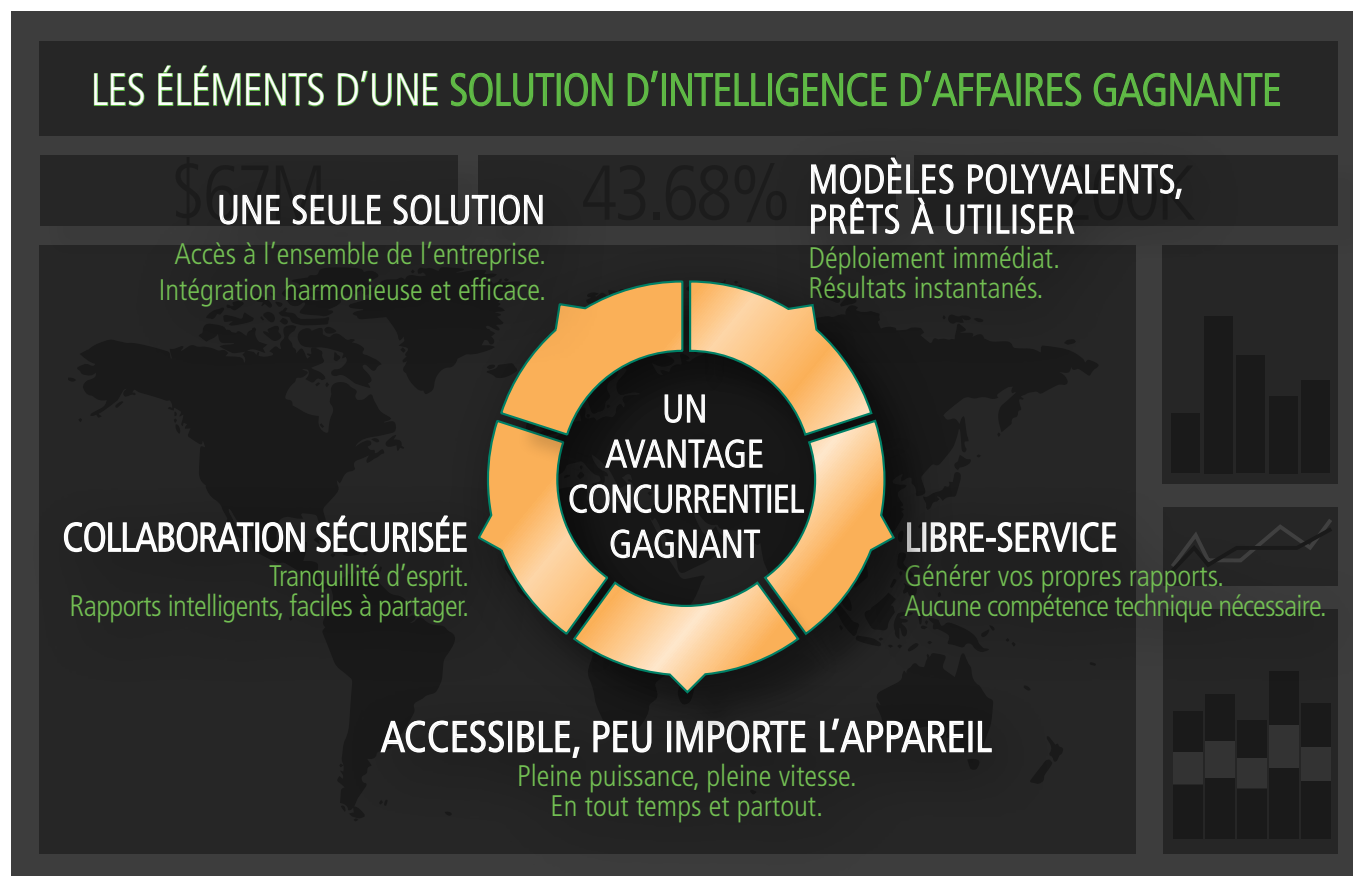 LES ÉLÉMENTS D’UNE SOLUTION D’INTELLIGENCE D’AFFAIRES GAGNANTE
$67M
43.68%
UNE SEULE SOLUTION
Accès à l’ensemble de l’entreprise.
Intégration harmonieuse et efficace.
MODÈLES POLYVALENTS,
PRÊTS À UTILISER
Déploiement immédiat.
Résultats instantanés.
UN
AVANTAGE
CONCURRENTIEL
GAGNANT
COLLABORATION SÉCURISÉE
Tranquillité d’esprit.
Rapports intelligents, faciles à partager.
LIBRE-SERVICE
Générer vos propres rapports.
Aucune compétence technique nécessaire.
ACCESSIBLE, PEU IMPORTE L’APPAREIL
Pleine puissance, pleine vitesse.
En tout temps et partout.